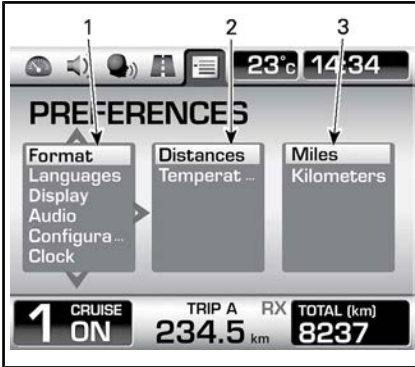 1 2 3
23°c 14:34
PREFERENCES
Format Distances Miles
Languages Temperat ... Kilometers
Display
Audio
Configura ...
Clock
1 CRUISE ON TRIP A 234.5 km RX TOTAL (km) 8237